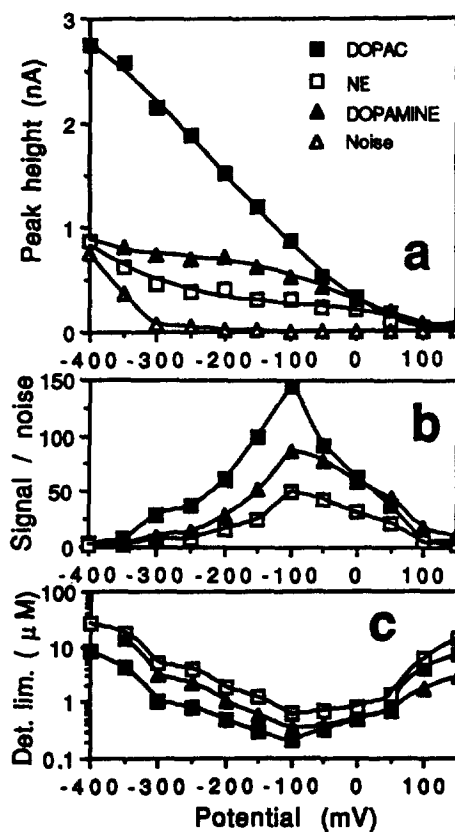 3
2
1
0
Peak height (nA)
DOPAC
NE
DOPAMINE
Noise
a
-400 -300 -200 -100 0 100
150
100
50
0
Signal / noise
b
-400 -300 -200 -100 0 100
100
10
1
0.1
Det. lim. ( μ M)
c
-400 -300 -200 -100 0 100
Potential (mV)